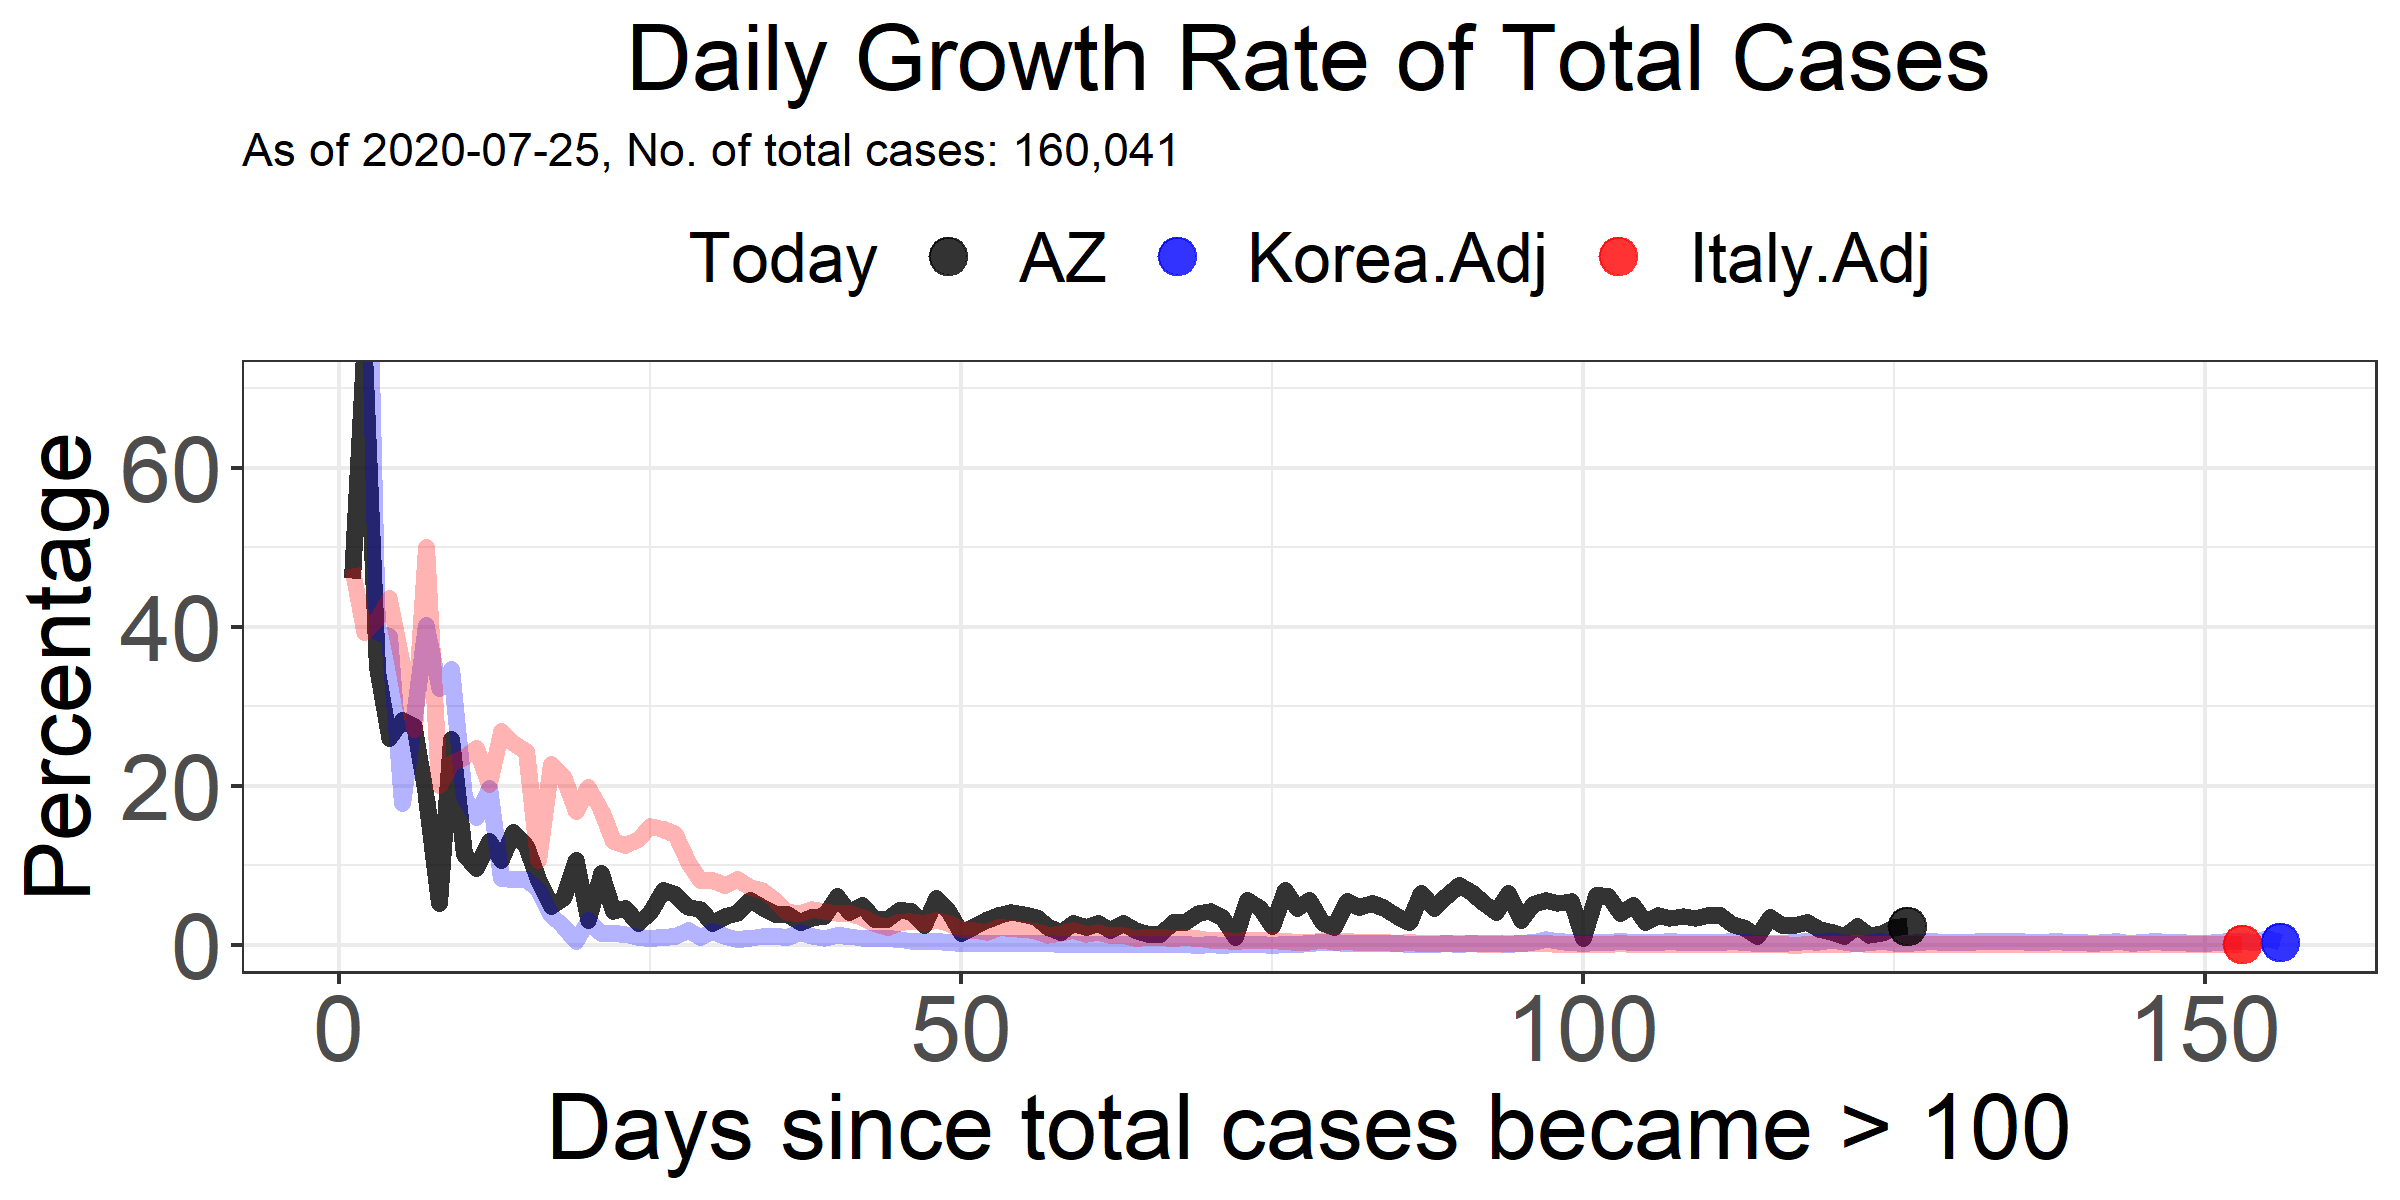 Daily Growth Rate of Total Cases
As of 2020-07-25, No. of total cases: 160,041
Today AZ Korea.Adj Italy.Adj
Percentage
60
40
20
0
0 50 100 150
Days since total cases became > 100